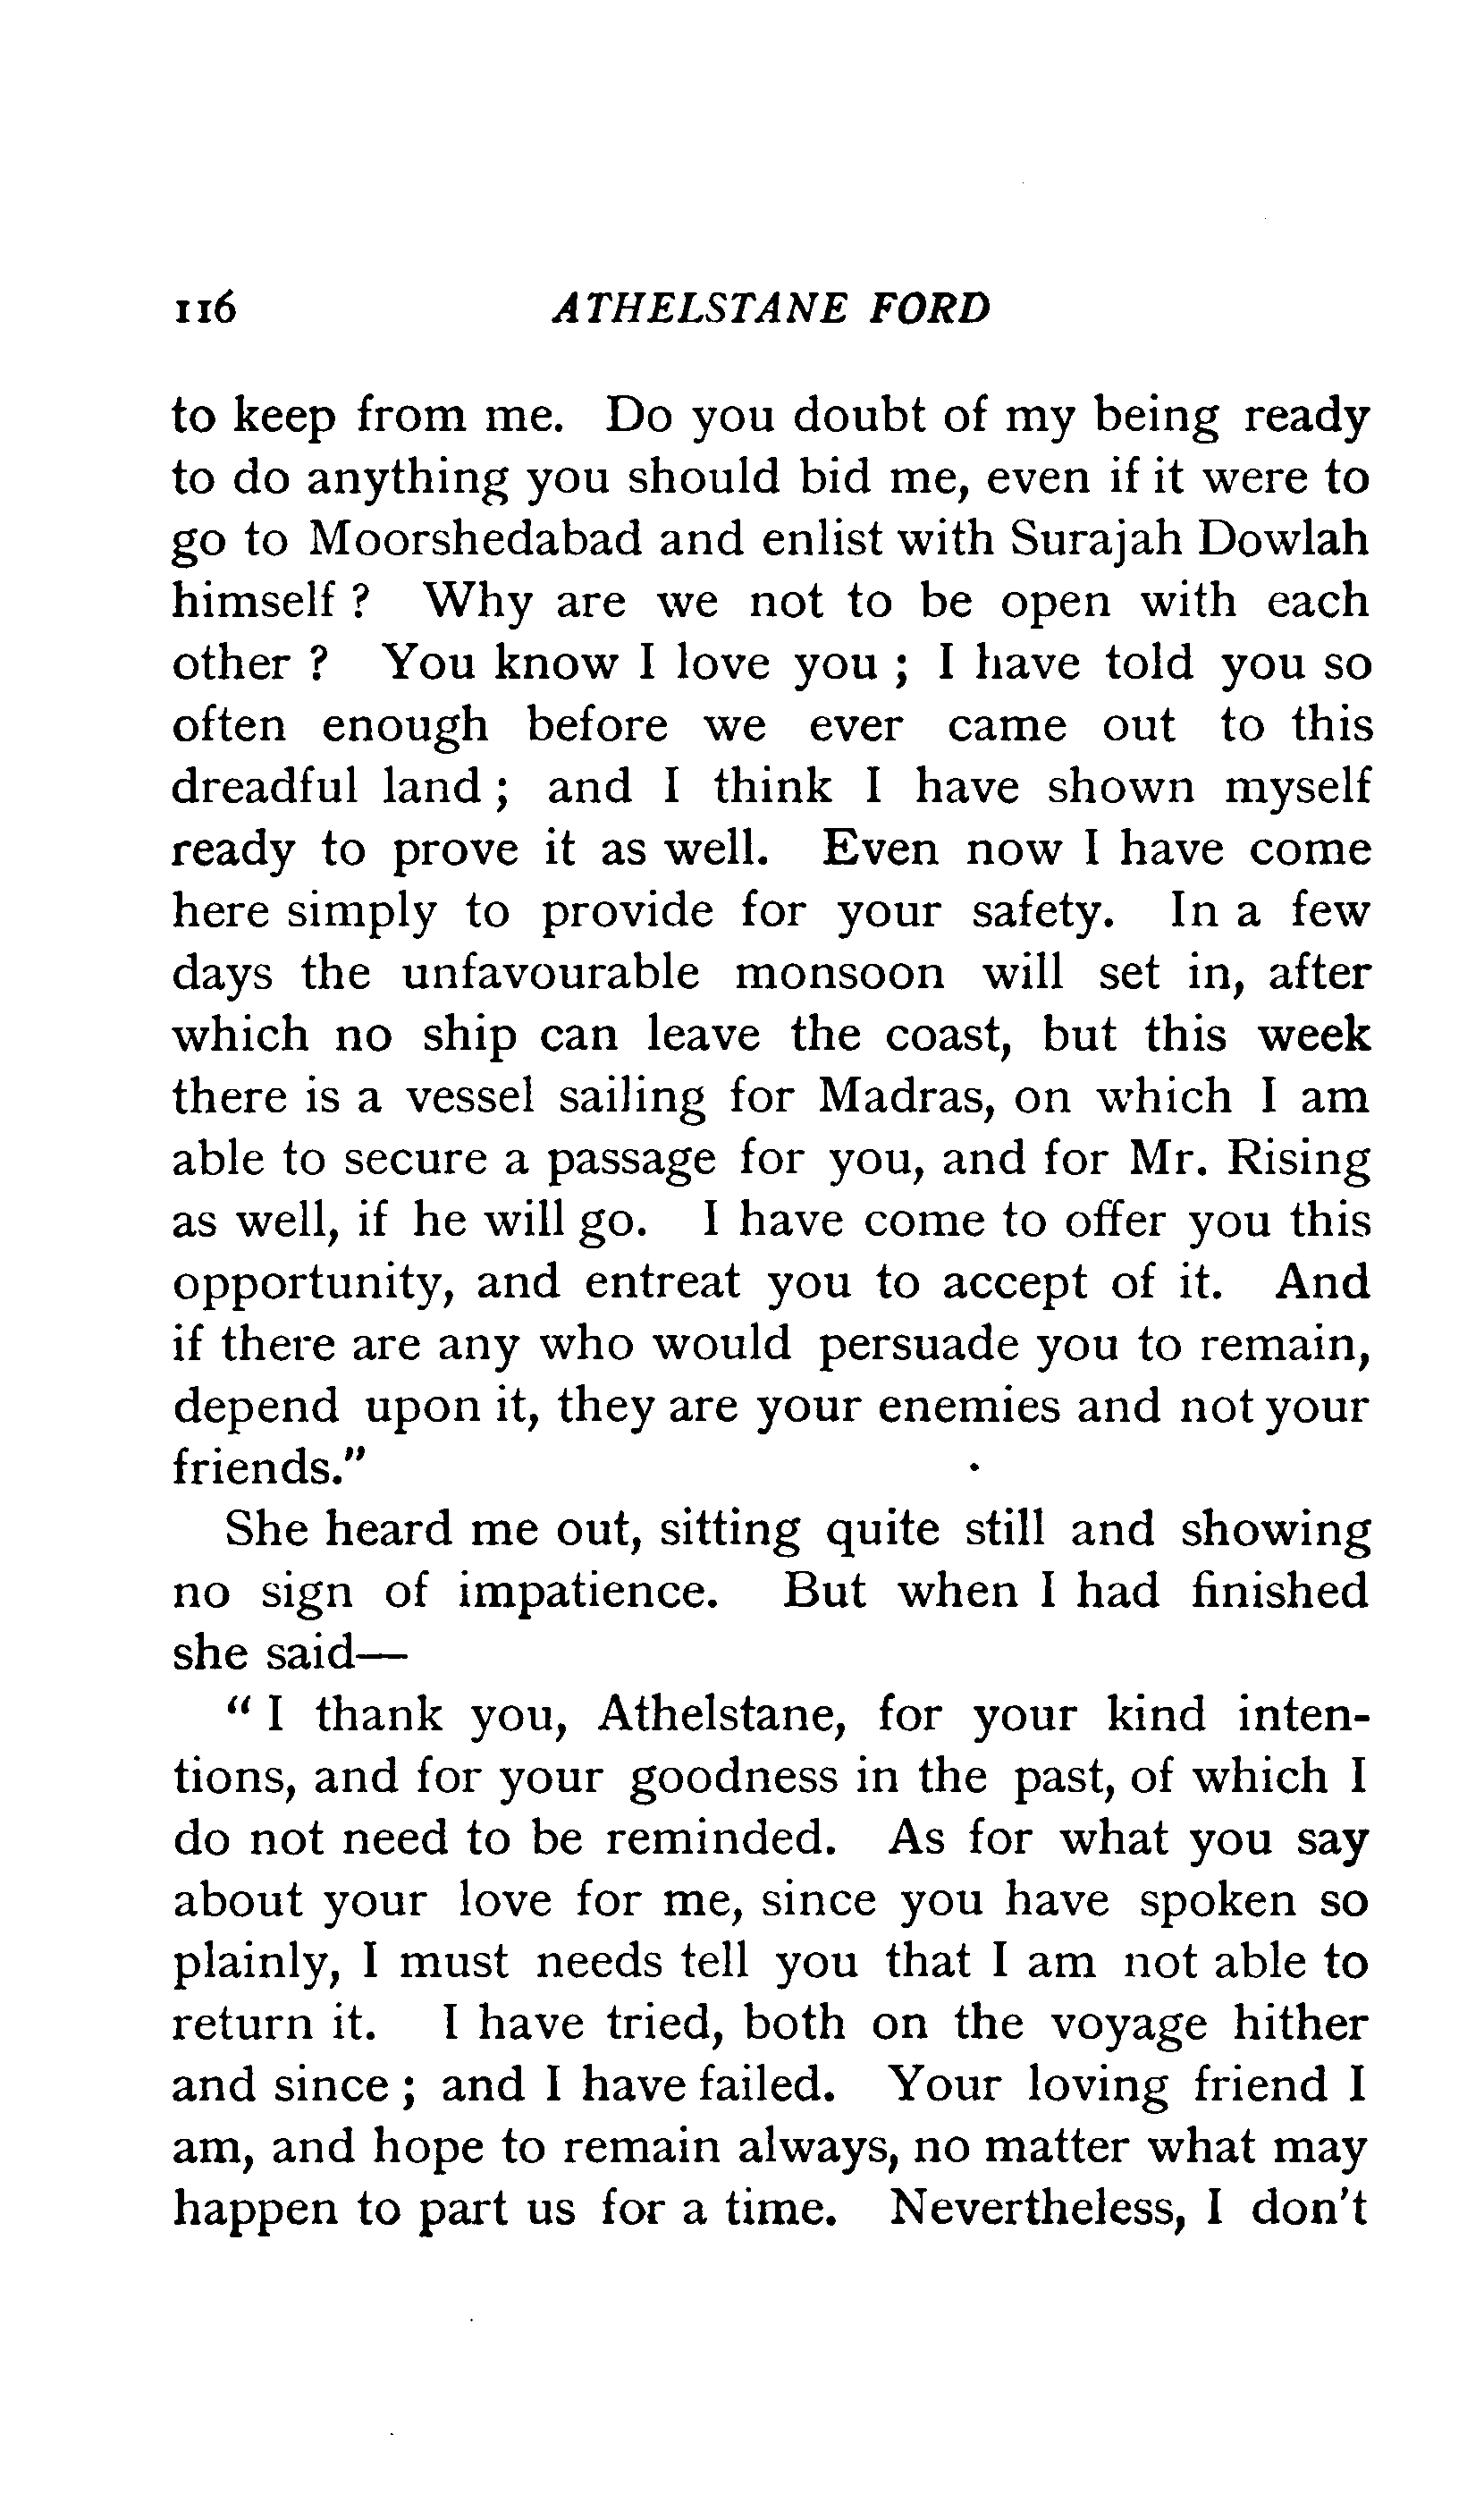 116 ATHELSTANE FORD
to keep from me. Do you doubt of my being ready
to do anything you should bid me, even if it were to
go to Moorshedabad and enlist with Surajah Dowlah
himself ? Why are we not to be open with each
other ? You know I love you ; I have told you so
often enough before we ever came out to this
dreadful land ; and I think I have shown myself
ready to prove it as well. Even now I have come
here simply to provide for your safety. In a few
days the unfavourable monsoon will set in, after
which no ship can leave the coast, but this week
there is a vessel sailing for Madras, on which I am
able to secure a passage for you, and for Mr. Rising
as well, if he will go. I have come to offer you this
opportunity, and entreat you to accept of it. And
if there are any who would persuade you to remain,
depend upon it, they are your enemies and not your
friends."
She heard me out, sitting quite still and showing
no sign of impatience. But when I had finished
she said—
" I thank you, Athelstane, for your kind inten-
tions, and for your goodness in the past, of which I
do not need to be reminded. As for what you say
about your love for me, since you have spoken so
plainly, I must needs tell you that I am not able to
return it. I have tried, both on the voyage hither
and since ; and I have failed. Your loving friend I
am, and hope to remain always, no matter what may
happen to part us for a time. Nevertheless, I don't